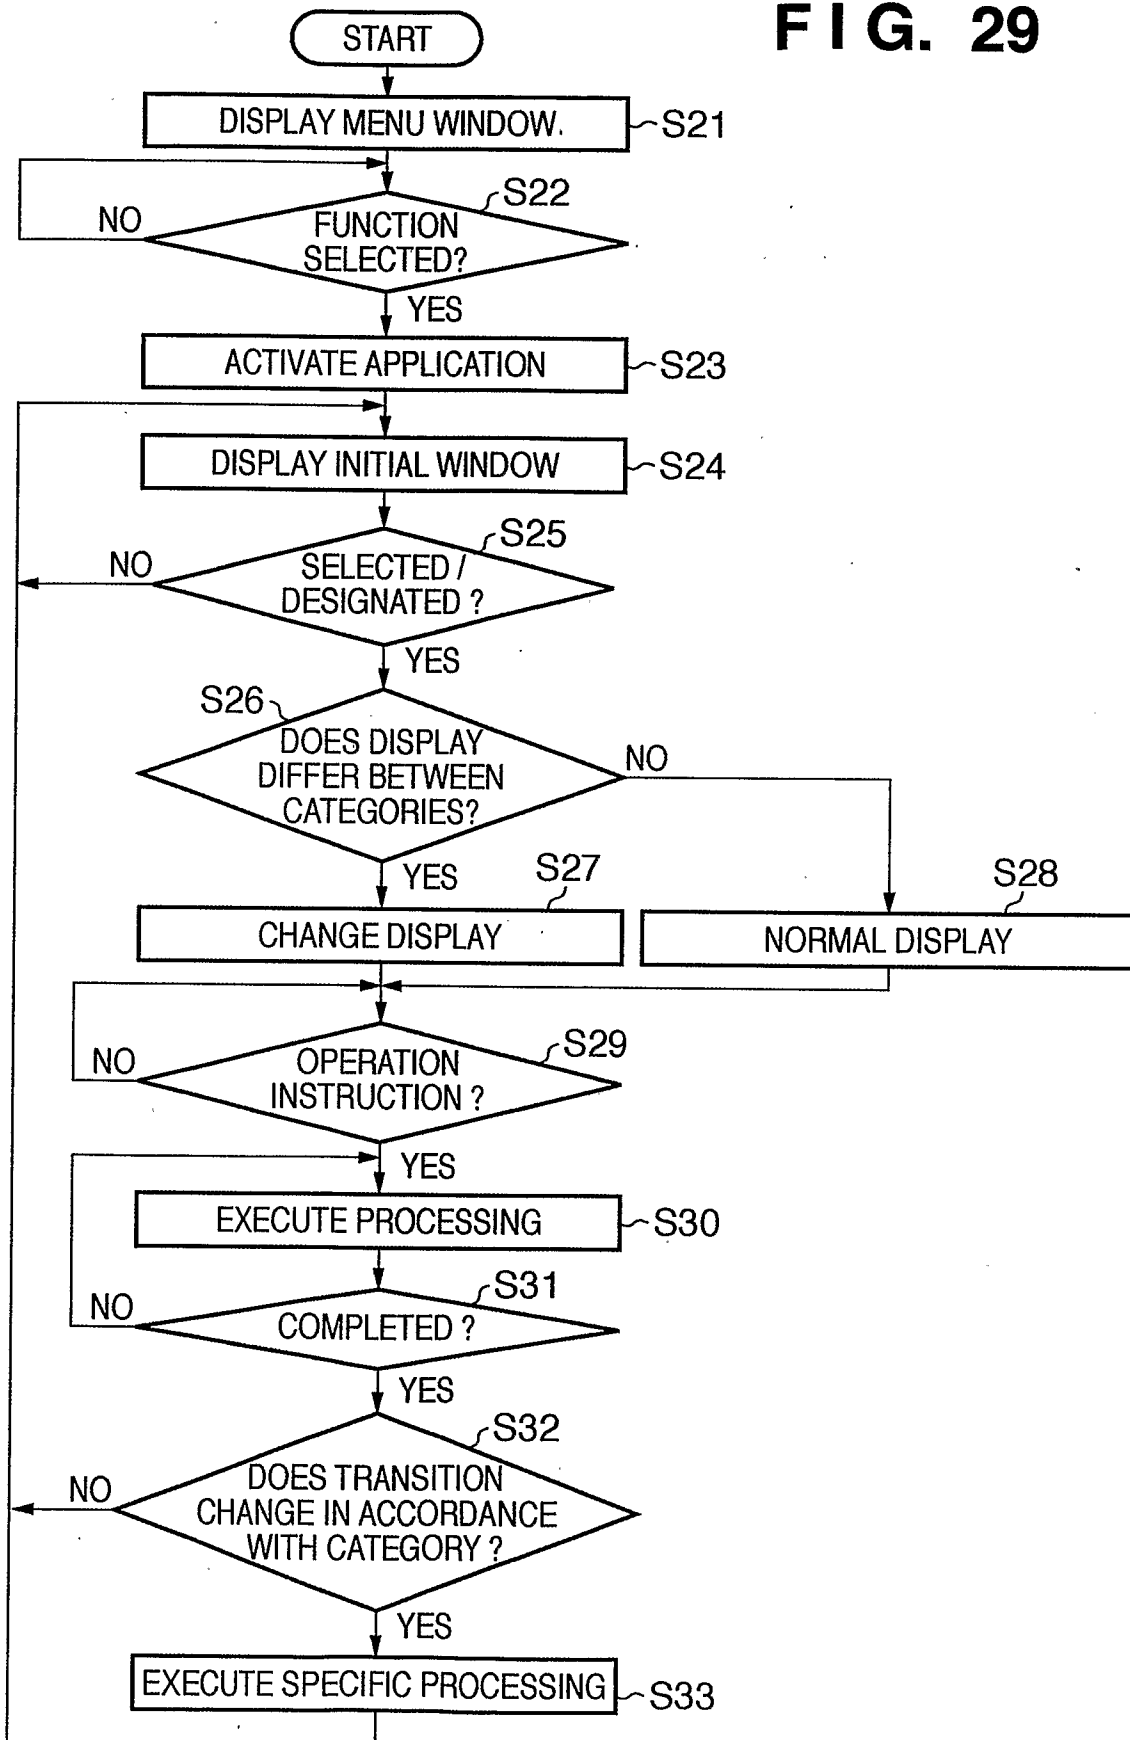 FIG. 29
START
DISPLAY MENU WINDOW.
S21
S22
NO
FUNCTION
SELECTED?
YES
ACTIVATE APPLICATION
S23
DISPLAY INITIAL WINDOW
S24
S25
NO
SELECTED /
DESIGNATED ?
YES
S26
DOES DISPLAY
DIFFER BETWEEN
CATEGORIES?
NO
YES
S27
S28
CHANGE DISPLAY
NORMAL DISPLAY
S29
NO
OPERATION
INSTRUCTION ?
YES
EXECUTE PROCESSING
S30
S31
NO
COMPLETED ?
YES
S32
NO
DOES TRANSITION
CHANGE IN ACCORDANCE
WITH CATEGORY ?
YES
EXECUTE SPECIFIC PROCESSING
S33